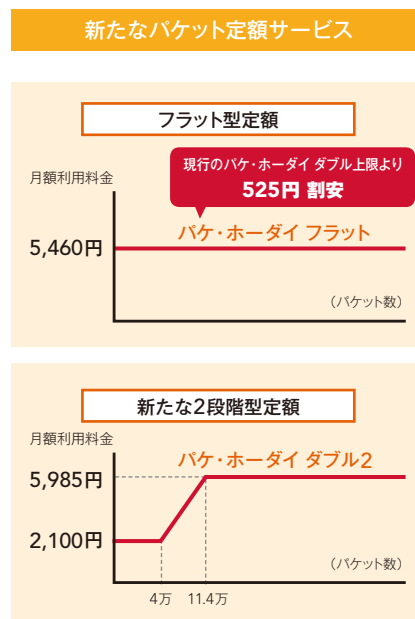 新たなパケット定額サービス
フラット型定額
現行のパケ・ホーダイ ダブル上限より
525円 割安
月額利用料金
パケ・ホーダイ フラット
5,460円
（パケット数）
新たな2段階型定額
月額利用料金
パケ・ホーダイ ダブル2
5,985円
2,100円
（パケット数）
4万 11.4万